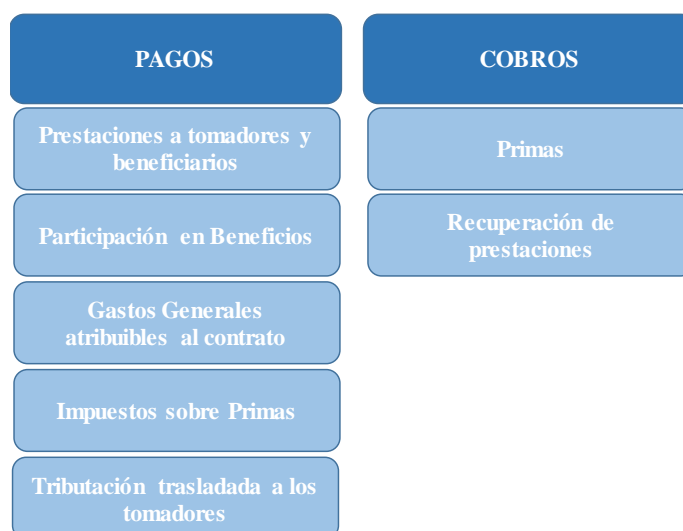 PAGOS
Prestaciones a tomadores y
beneficiarios
Participación en Beneficios
Gastos Generales
atribuibles al contrato
Impuestos sobre Primas
Tributación trasladada a los
tomadores
COBROS
Primas
Recuperación de
prestaciones